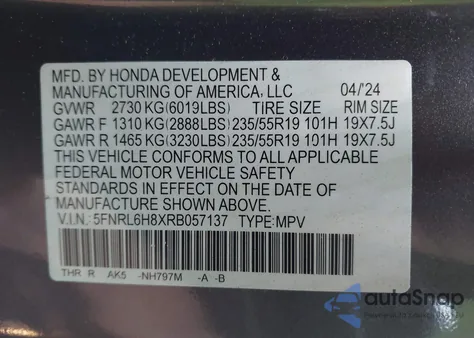 MFD. BY HONDA DEVELOPMENT &
MANUFACTURING OF AMERICA, LLC 04/'24
GVWR 2730 KG(6019LBS) TIRE SIZE RIM SIZE
GAWR F 1310 KG(2888LBS) 235/55R19 101H 19X7.5J
GAWR R 1465 KG(3230LBS) 235/55R19 101H 19X7.5J
THIS VEHICLE CONFORMS TO ALL APPLICABLE
FEDERAL MOTOR VEHICLE SAFETY
STANDARDS IN EFFECT ON THE DATE OF
MANUFACTURE SHOWN ABOVE.
V.I.N.: 5FNRL6H8XRB057137 TYPE:MPV
THR R AK5 -NH797M -A -B
autoSnap